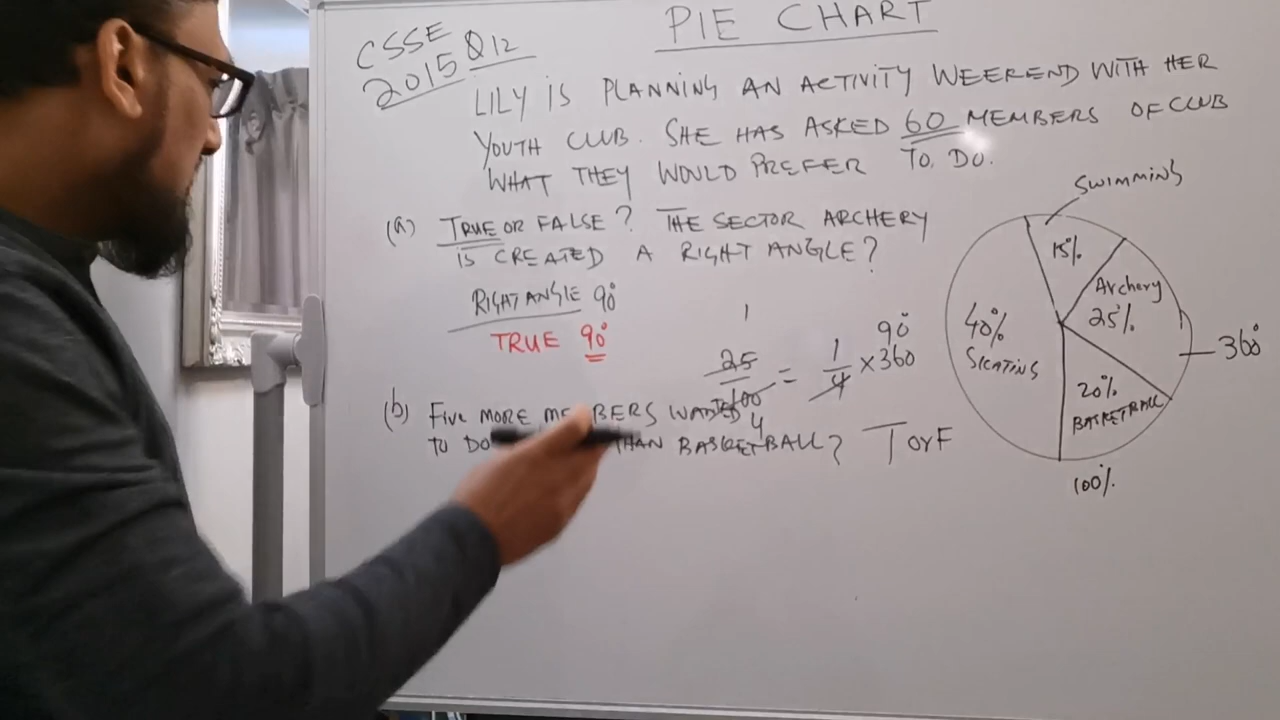 CSSE
2015 Q12
PIE CHART
LILY IS PLANNING AN ACTIVITY WEEKEND WITH HER
YOUTH CLUB. SHE HAS ASKED 60 MEMBERS OF CLUB
WHAT THEY WOULD PREFER TO DO.
(a) TRUE OR FALSE? THE SECTOR ARCHERY
IS CREATED A RIGHT ANGLE?
RIGHT ANGLE 90°
TRUE 90°
1
25/100 = 1/4 × 360
4
90°
(b) FIVE MORE MEMBERS WANTED
TO DO THAN BASKETBALL? T or F
SWIMMING
15%
Archery
25%
40%
SKATING
20%
BASKETBALL
360°
100%